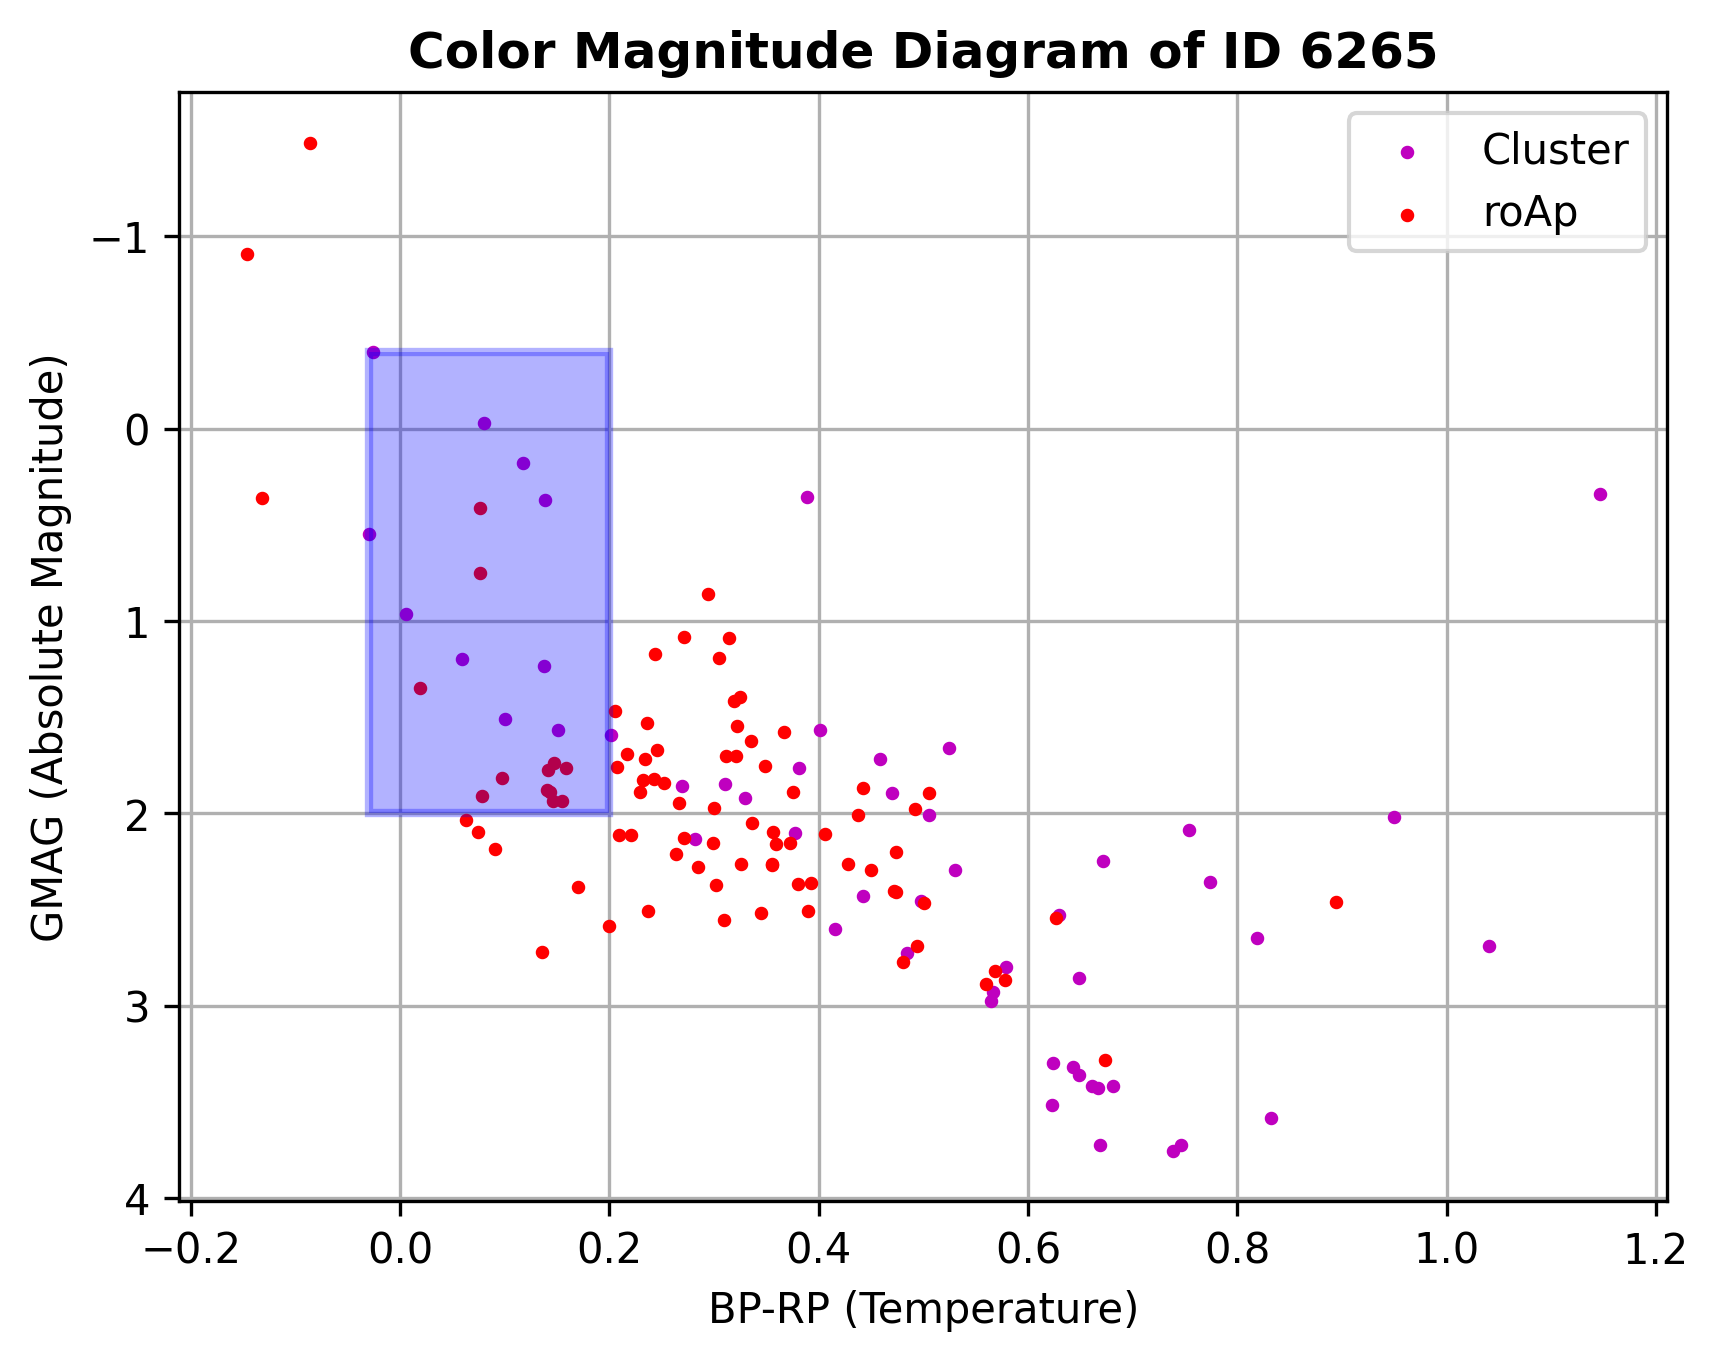 Color Magnitude Diagram of ID 6265
Cluster
roAp
GMAG (Absolute Magnitude)
−1
0
1
2
3
4
−0.2 0.0 0.2 0.4 0.6 0.8 1.0 1.2
BP-RP (Temperature)